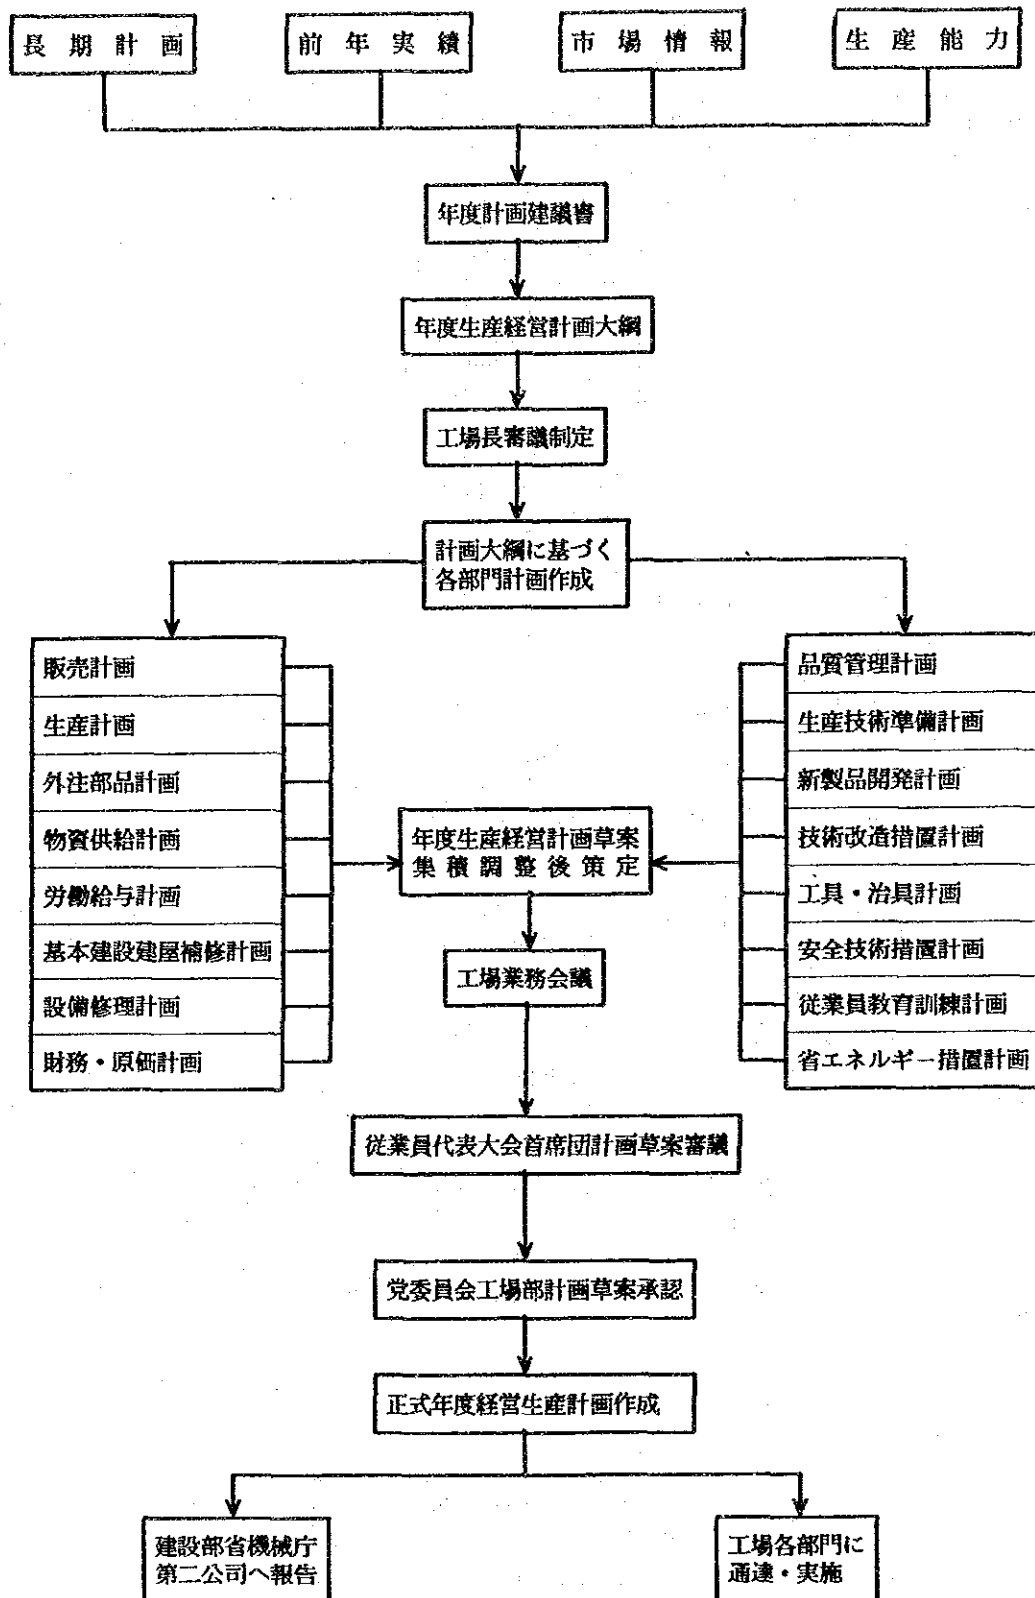 長期計画
前年実績
市場情報
生産能力
年度計画建議書
年度生産経営計画大綱
工場長審議制定
計画大綱に基づく
各部門計画作成
販売計画
生産計画
外注部品計画
物資供給計画
労働給与計画
基本建設建屋補修計画
設備修理計画
財務・原価計画
年度生産経営計画草案
集積調整後策定
工場業務会議
品質管理計画
生産技術準備計画
新製品開発計画
技術改造措置計画
工具・治具計画
安全技術措置計画
従業員教育訓練計画
省エネルギー措置計画
従業員代表大会首席団計画草案審議
党委員会工場部計画草案承認
正式年度経営生産計画作成
建設部省機械庁
第二公司へ報告
工場各部門に
通達・実施